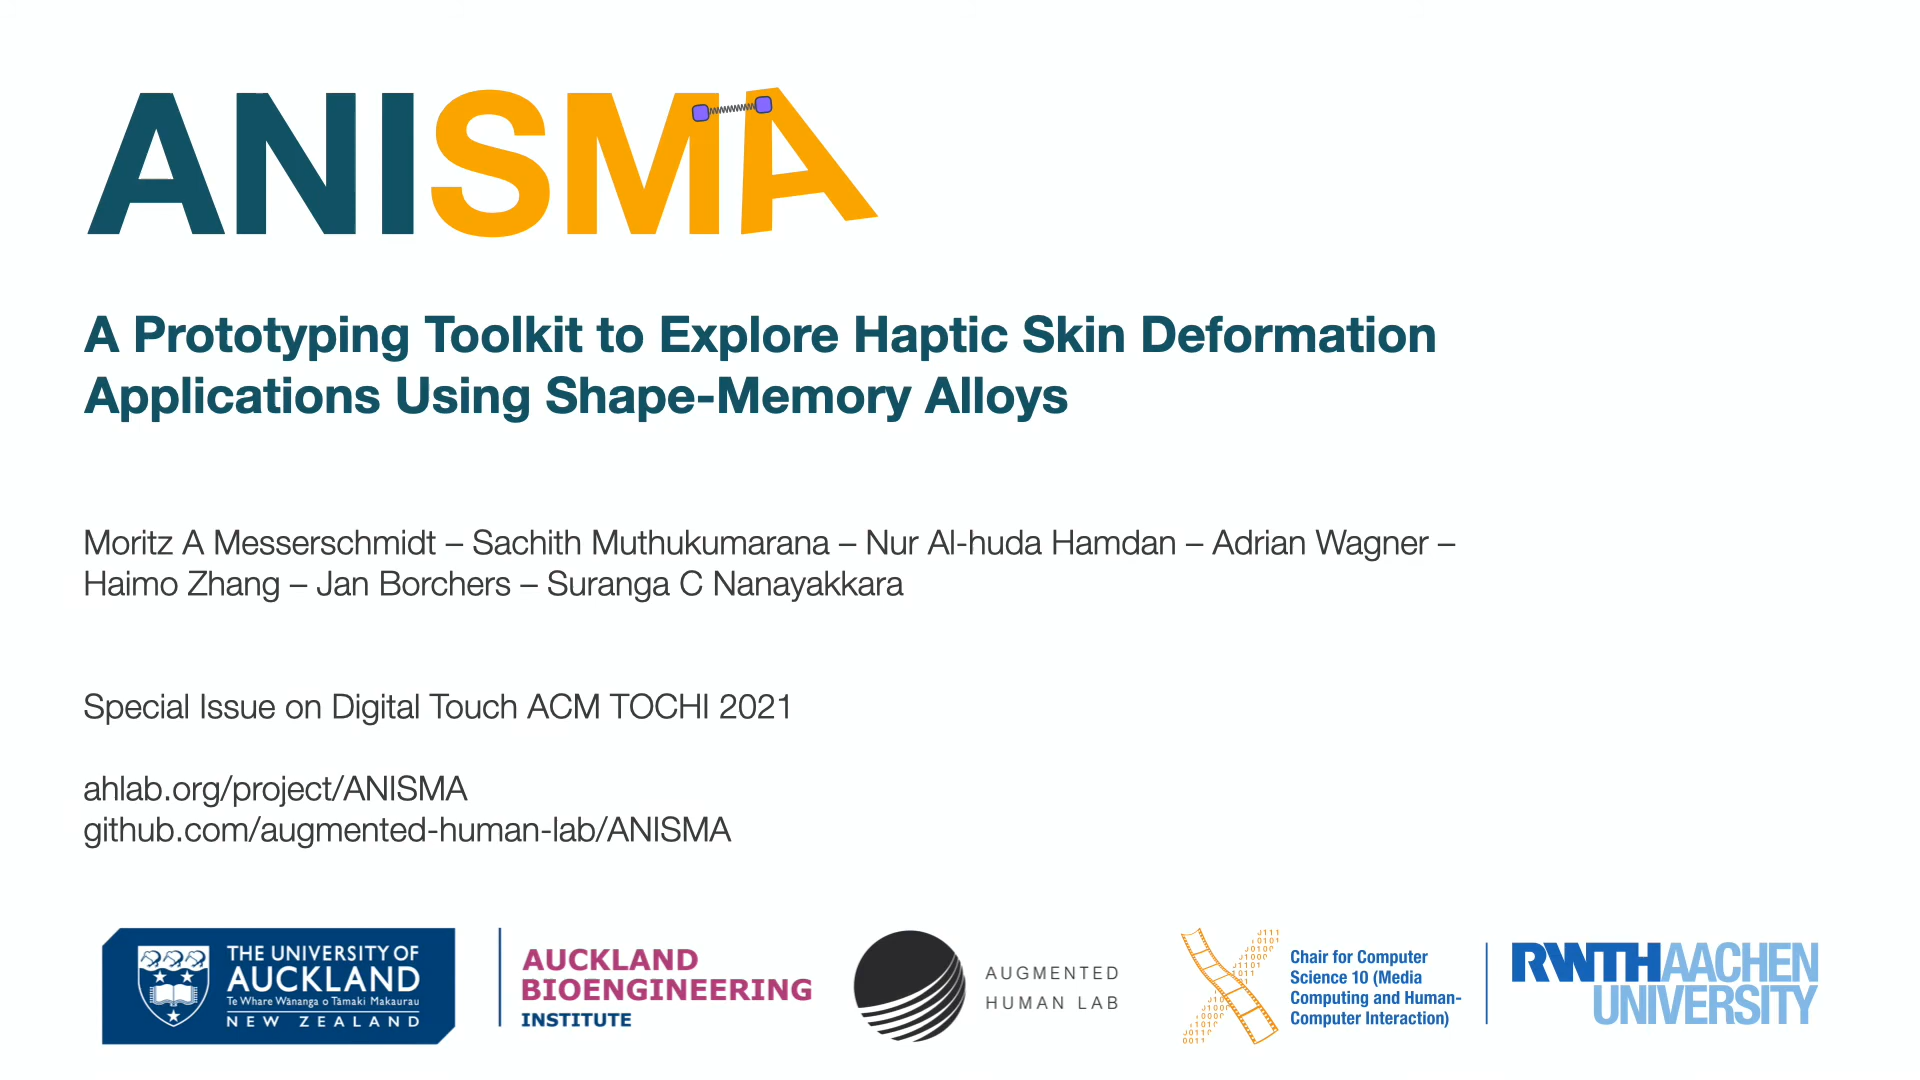 ANISMA
A Prototyping Toolkit to Explore Haptic Skin Deformation
Applications Using Shape-Memory Alloys
Moritz A Messerschmidt – Sachith Muthukumarana – Nur Al-huda Hamdan – Adrian Wagner –
Haimo Zhang – Jan Borchers – Suranga C Nanayakkara
Special Issue on Digital Touch ACM TOCHI 2021
ahlab.org/project/ANISMA
github.com/augmented-human-lab/ANISMA
THE UNIVERSITY OF
AUCKLAND
Te Whare Wānanga o Tāmaki Makaurau
NEW ZEALAND
AUCKLAND
BIOENGINEERING
INSTITUTE
AUGMENTED
HUMAN LAB
Chair for Computer
Science 10 (Media
Computing and Human-
Computer Interaction)
RWTHAACHEN
UNIVERSITY